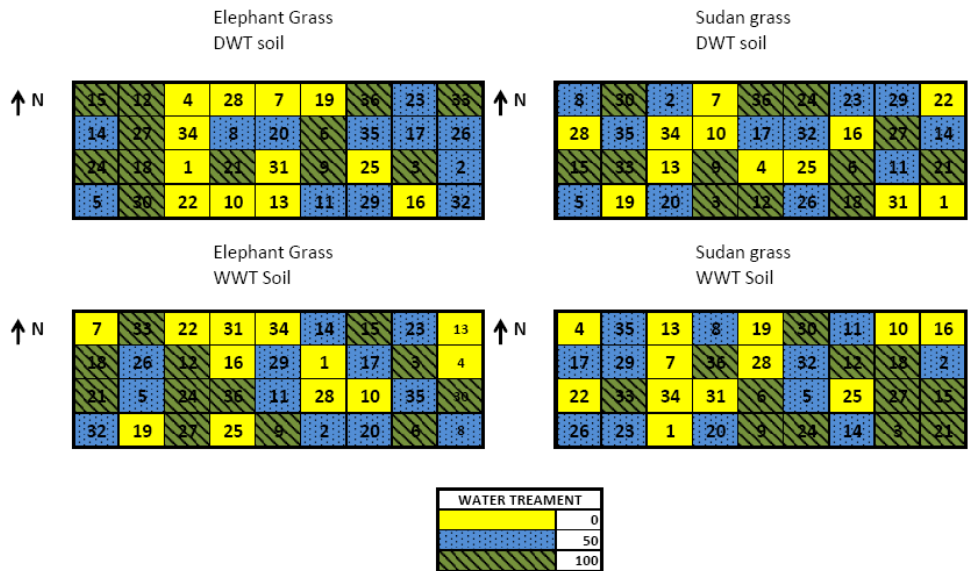 Elephant Grass
DWT soil
N
15 12 4 28 7 19 36 23 33
14 27 34 8 20 6 35 17 26
24 18 1 21 31 9 25 3 2
5 30 22 10 13 11 29 16 32
Sudan grass
DWT soil
N
8 30 2 7 36 24 23 29 22
28 35 34 10 17 32 16 27 14
15 33 13 9 4 25 6 11 21
5 19 20 3 12 26 18 31 1
Elephant Grass
WWT Soil
N
7 33 22 31 34 14 15 23 13
18 26 12 16 29 1 17 3 4
21 5 24 36 11 28 10 35 30
32 19 27 25 9 2 20 6 8
Sudan grass
WWT Soil
N
4 35 13 8 19 30 11 10 16
17 29 7 36 28 32 12 18 2
22 33 34 31 6 5 25 27 15
26 23 1 20 9 24 14 3 21
WATER TREAMENT
0
50
100